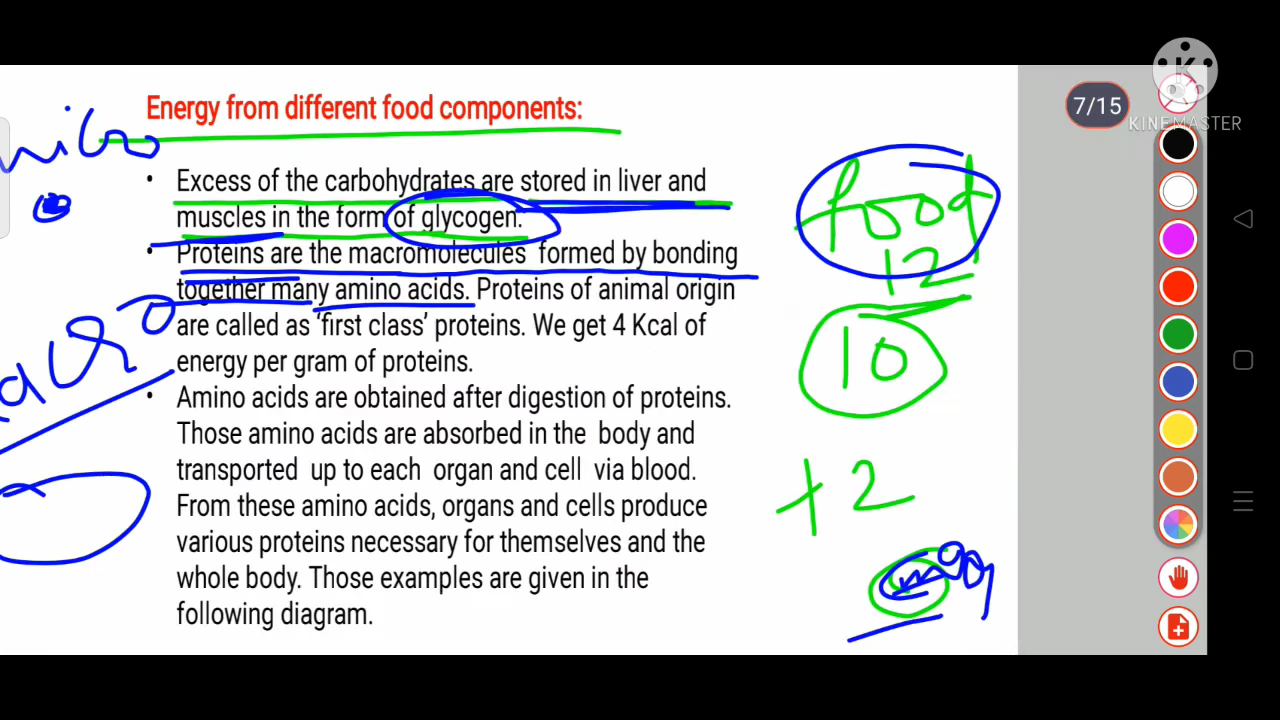 Energy from different food components:
• Excess of the carbohydrates are stored in liver and
muscles in the form of glycogen.
• Proteins are the macromolecules formed by bonding
together many amino acids. Proteins of animal origin
are called as ‘first class’ proteins. We get 4 Kcal of
energy per gram of proteins.
• Amino acids are obtained after digestion of proteins.
Those amino acids are absorbed in the body and
transported up to each organ and cell via blood.
From these amino acids, organs and cells produce
various proteins necessary for themselves and the
whole body. Those examples are given in the
following diagram.
food
12
10
+2
7/15
KINEMASTER